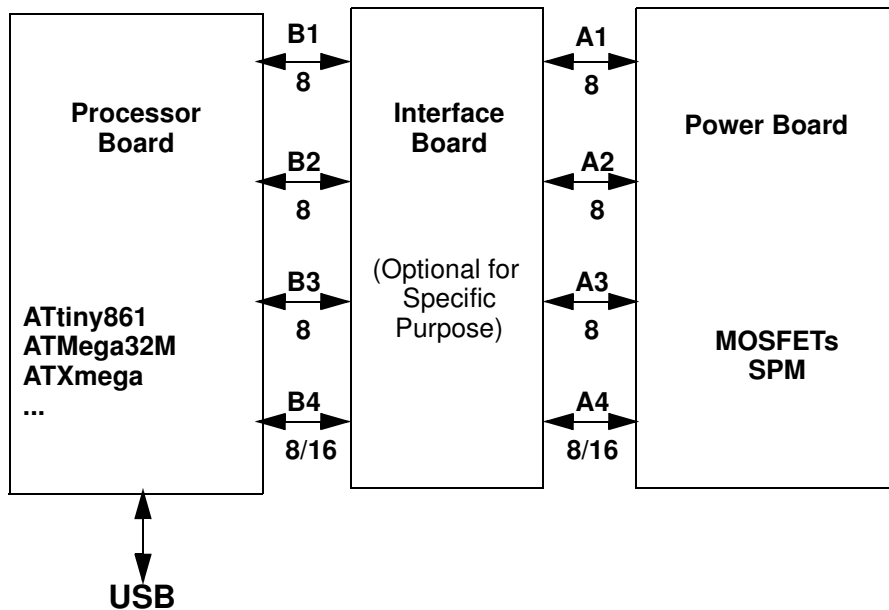 Processor
Board
ATtiny861
ATMega32M
ATXmega
...
B1
8
B2
8
B3
8
B4
8/16
Interface
Board
(Optional for
Specific
Purpose)
A1
8
A2
8
A3
8
A4
8/16
Power Board
MOSFETs
SPM
USB